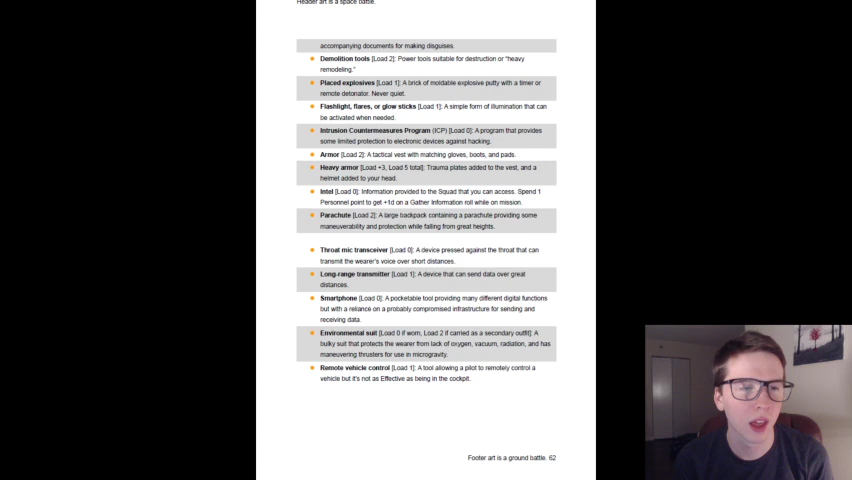 Header art is a space battle.
accompanying documents for making disguises.
Demolition tools [Load 2]: Power tools suitable for destruction or “heavy
remodeling.”
Placed explosives [Load 1]: A brick of moldable explosive putty with a timer or
remote detonator. Never quiet.
Flashlight, flares, or glow sticks [Load 1]: A simple form of illumination that can
be activated when needed.
Intrusion Countermeasures Program (ICP) [Load 0]: A program that provides
some limited protection to electronic devices against hacking.
Armor [Load 2]: A tactical vest with matching gloves, boots, and pads.
Heavy armor [Load +3, Load 5 total]: Trauma plates added to the vest, and a
helmet added to your head.
Intel [Load 0]: Information provided to the Squad that you can access. Spend 1
Personnel point to get +1d on a Gather Information roll while on mission.
Parachute [Load 2]: A large backpack containing a parachute providing some
maneuverability and protection while falling from great heights.
Throat mic transceiver [Load 0]: A device pressed against the throat that can
transmit the wearer's voice over short distances.
Long-range transmitter [Load 1]: A device that can send data over great
distances.
Smartphone [Load 0]: A pocketable tool providing many different digital functions
but with a reliance on a probably compromised infrastructure for sending and
receiving data.
Environmental suit [Load 0 if worn, Load 2 if carried as a secondary outfit]: A
bulky suit that protects the wearer from lack of oxygen, vacuum, radiation, and has
maneuvering thrusters for use in microgravity.
Remote vehicle control [Load 1]: A tool allowing a pilot to remotely control a
vehicle but it's not as Effective as being in the cockpit.
Footer art is a ground battle. 62